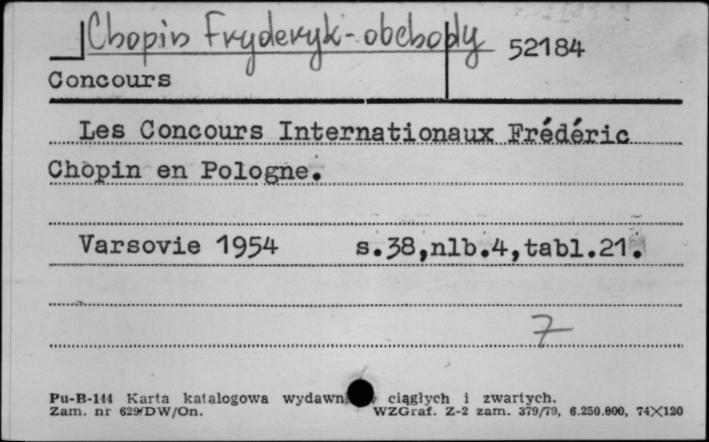 Chopin Fryderyk - obchody 52184
Concours
Les Concours Internationaux Frédéric
Chopin en Pologne.
Varsovie 1954 s.38,nlb.4,tabl.21.
7
Pu-B-144 Karta katalogowa ciągłych i zwartych.
Zam. nr 629/DW/On. WZGraf. Z-2 zam. 379/79, 6.250.000, 74×120